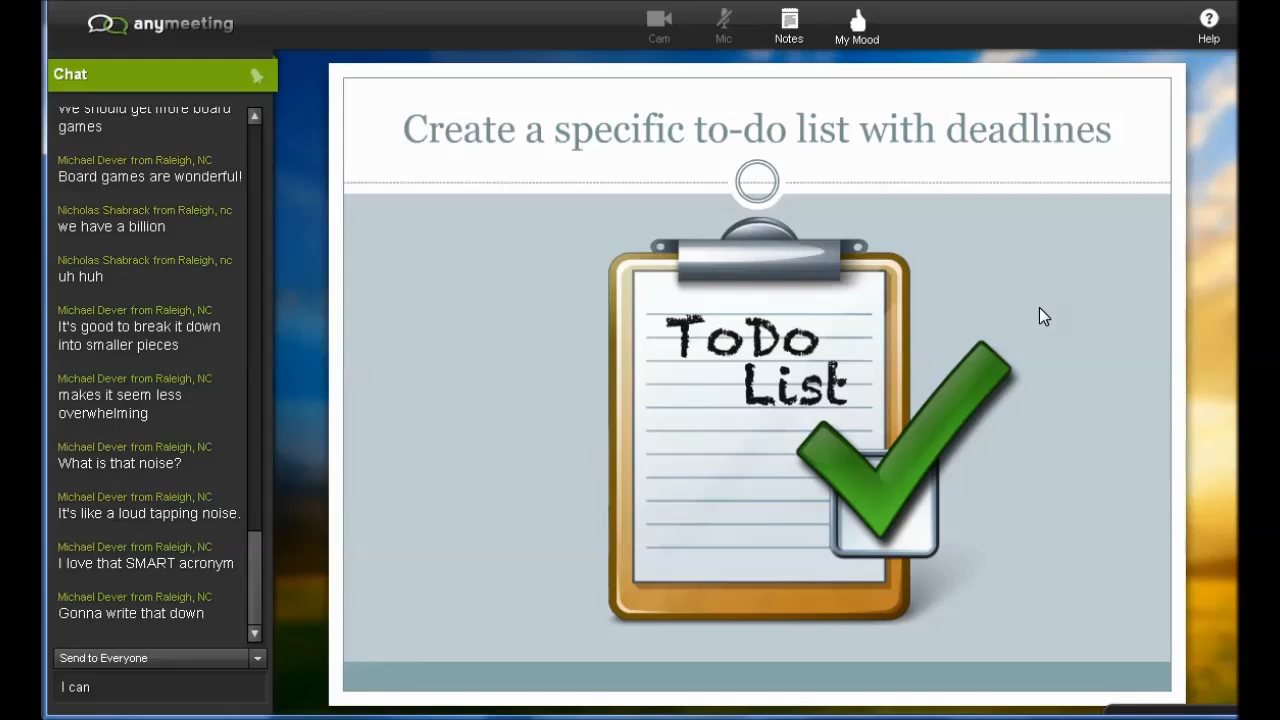 anymeeting
Cam
Mic
Notes
My Mood
Help
Chat
We should get more board
games
Michael Dever from Raleigh, NC
Board games are wonderful!
Nicholas Shabrack from Raleigh, nc
we have a billion
Nicholas Shabrack from Raleigh, nc
uh huh
Michael Dever from Raleigh, NC
It's good to break it down
into smaller pieces
Michael Dever from Raleigh, NC
makes it seem less
overwhelming
Michael Dever from Raleigh, NC
What is that noise?
Michael Dever from Raleigh, NC
It's like a loud tapping noise.
Michael Dever from Raleigh, NC
I love that SMART acronym
Michael Dever from Raleigh, NC
Gonna write that down
Send to Everyone
I can
Create a specific to-do list with deadlines
ToDo
List